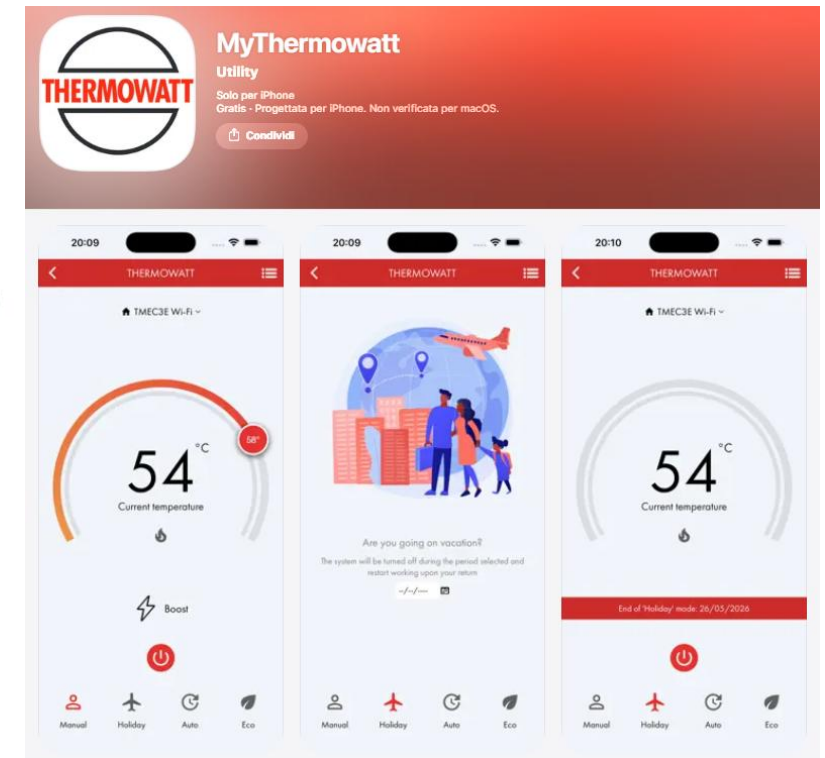 THERMOWATT
MyThermowatt
Utility
Solo per iPhone
Gratis - Progettata per iPhone. Non verificata per macOS.
Condividi
20:09
THERMOWATT
TMEC3E Wi-Fi
58°
54 °C
Current temperature
Boost
Manual Holiday Auto Eco
20:09
THERMOWATT
Are you going on vacation?
The system will be turned off during the period selected and
restart working upon your return
--/--/----
Manual Holiday Auto Eco
20:10
THERMOWATT
TMEC3E Wi-Fi
54 °C
Current temperature
End of 'Holiday' mode: 26/05/2026
Manual Holiday Auto Eco